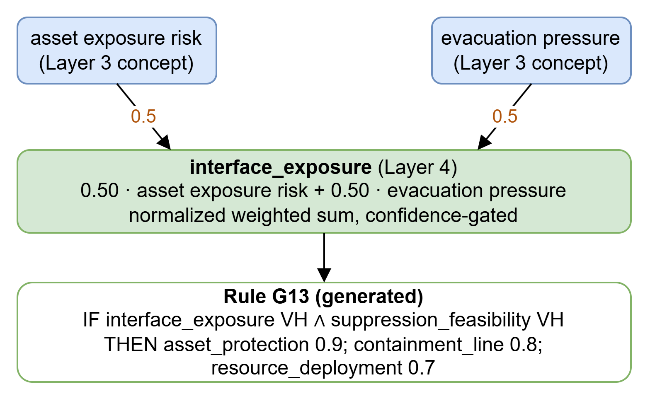 asset exposure risk
(Layer 3 concept)
evacuation pressure
(Layer 3 concept)
0.5
0.5
interface_exposure (Layer 4)
0.50 · asset exposure risk + 0.50 · evacuation pressure
normalized weighted sum, confidence-gated
Rule G13 (generated)
IF interface_exposure VH ∧ suppression_feasibility VH
THEN asset_protection 0.9; containment_line 0.8;
resource_deployment 0.7